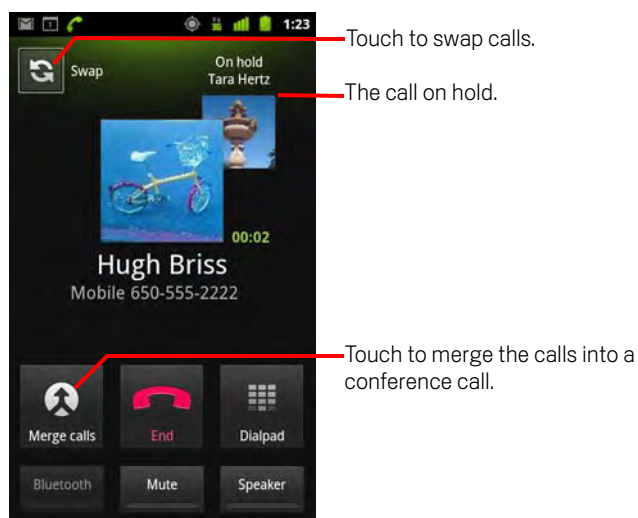 1:23
Touch to swap calls.
Swap
On hold
Tara Hertz
The call on hold.
00:02
Hugh Briss
Mobile 650-555-2222
Touch to merge the calls into a
conference call.
Merge calls
End
Dialpad
Bluetooth
Mute
Speaker